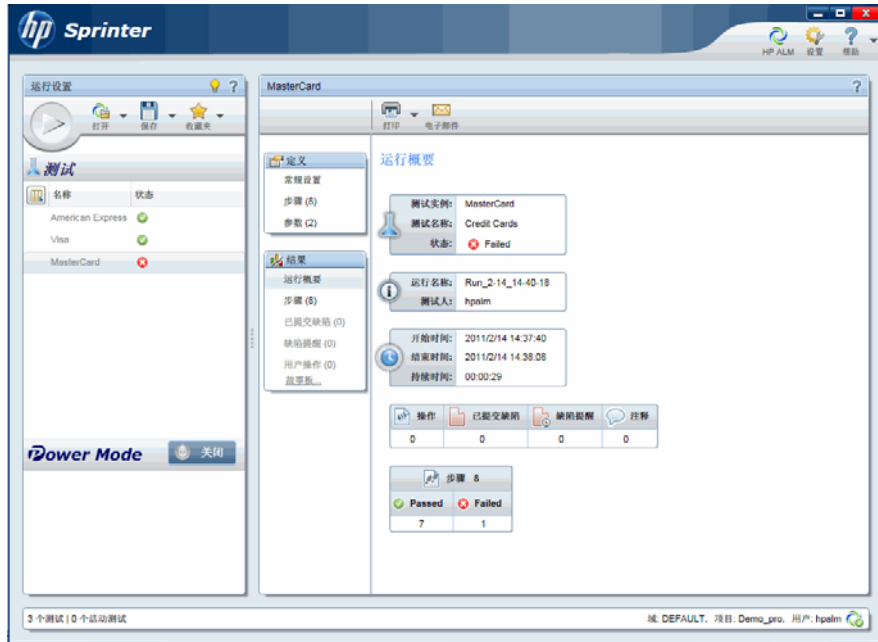 hp Sprinter
HP ALM 设置 帮助
运行设置
打开 保存 收藏夹
测试
名称 状态
American Express
Visa
MasterCard
Power Mode 关闭
MasterCard
打印 电子邮件
定义
常规设置
步骤 (8)
参数 (2)
结果
运行概要
步骤 (8)
已提交缺陷 (0)
缺陷提醒 (0)
用户操作 (0)
故事板...
运行概要
测试实例: MasterCard
测试名称: Credit Cards
状态: Failed
运行名称: Run_2-14_14-40-18
测试人: hpalm
开始时间: 2011/2/14 14:37:40
结束时间: 2011/2/14 14:38:08
持续时间: 00:00:29
操作 已提交缺陷 缺陷提醒 注释
0 0 0 0
步骤 8
Passed Failed
7 1
3 个测试 | 0 个活动测试
域: DEFAULT, 项目: Demo_pro, 用户: hpalm